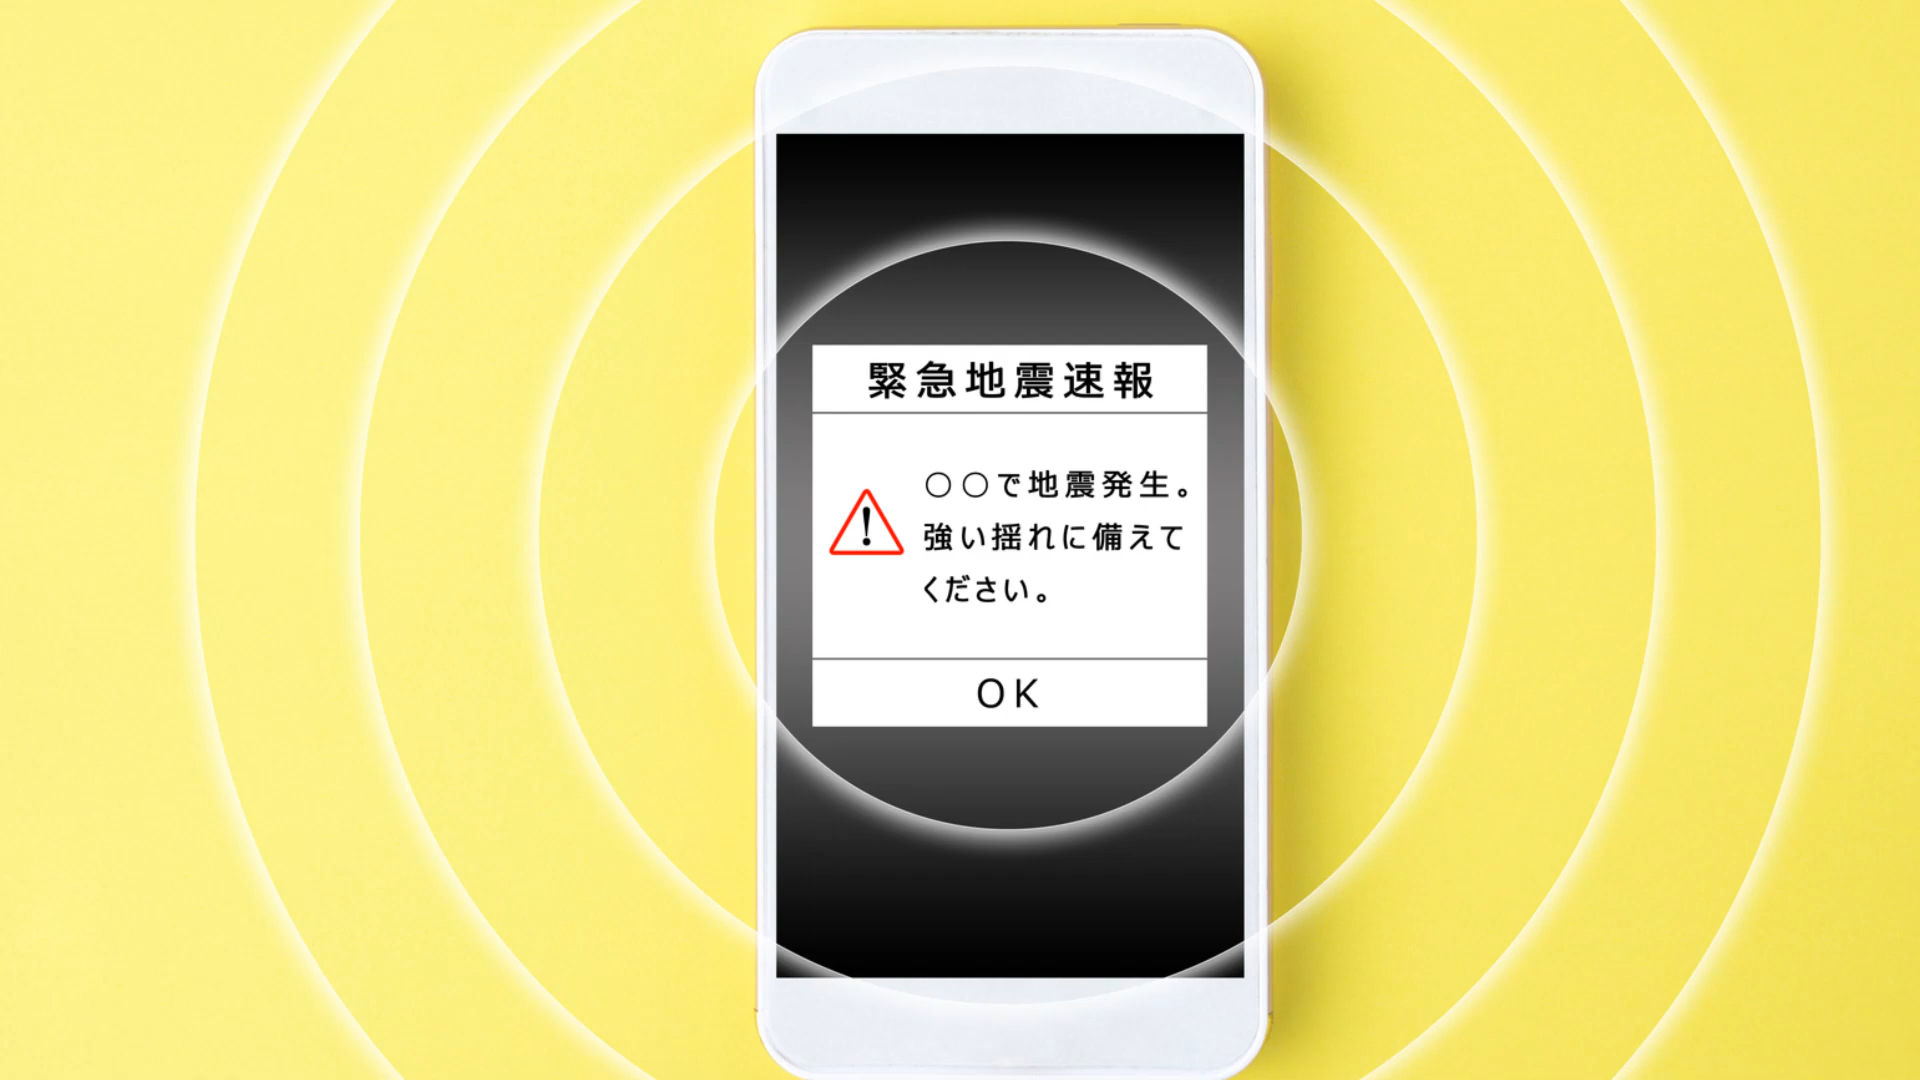 緊急地震速報
○○で地震発生。
強い揺れに備えて
ください。
OK